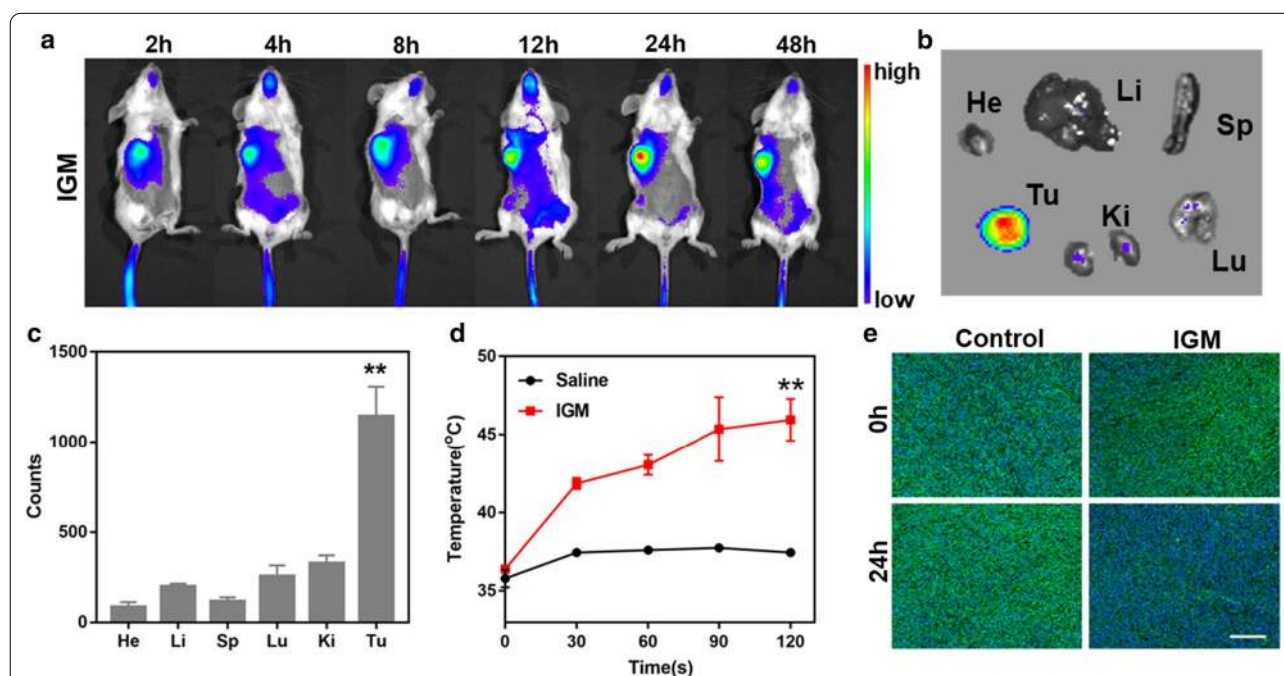 a
2h 4h 8h 12h 24h 48h
IGM
high
low
b
He Li Sp
Tu Ki Lu
c
Counts
1500
1000
500
0
He Li Sp Lu Ki Tu
**
d
Temperature(°C)
50
45
40
35
0 30 60 90 120
Time(s)
Saline
IGM
**
e
Control IGM
0h
24h